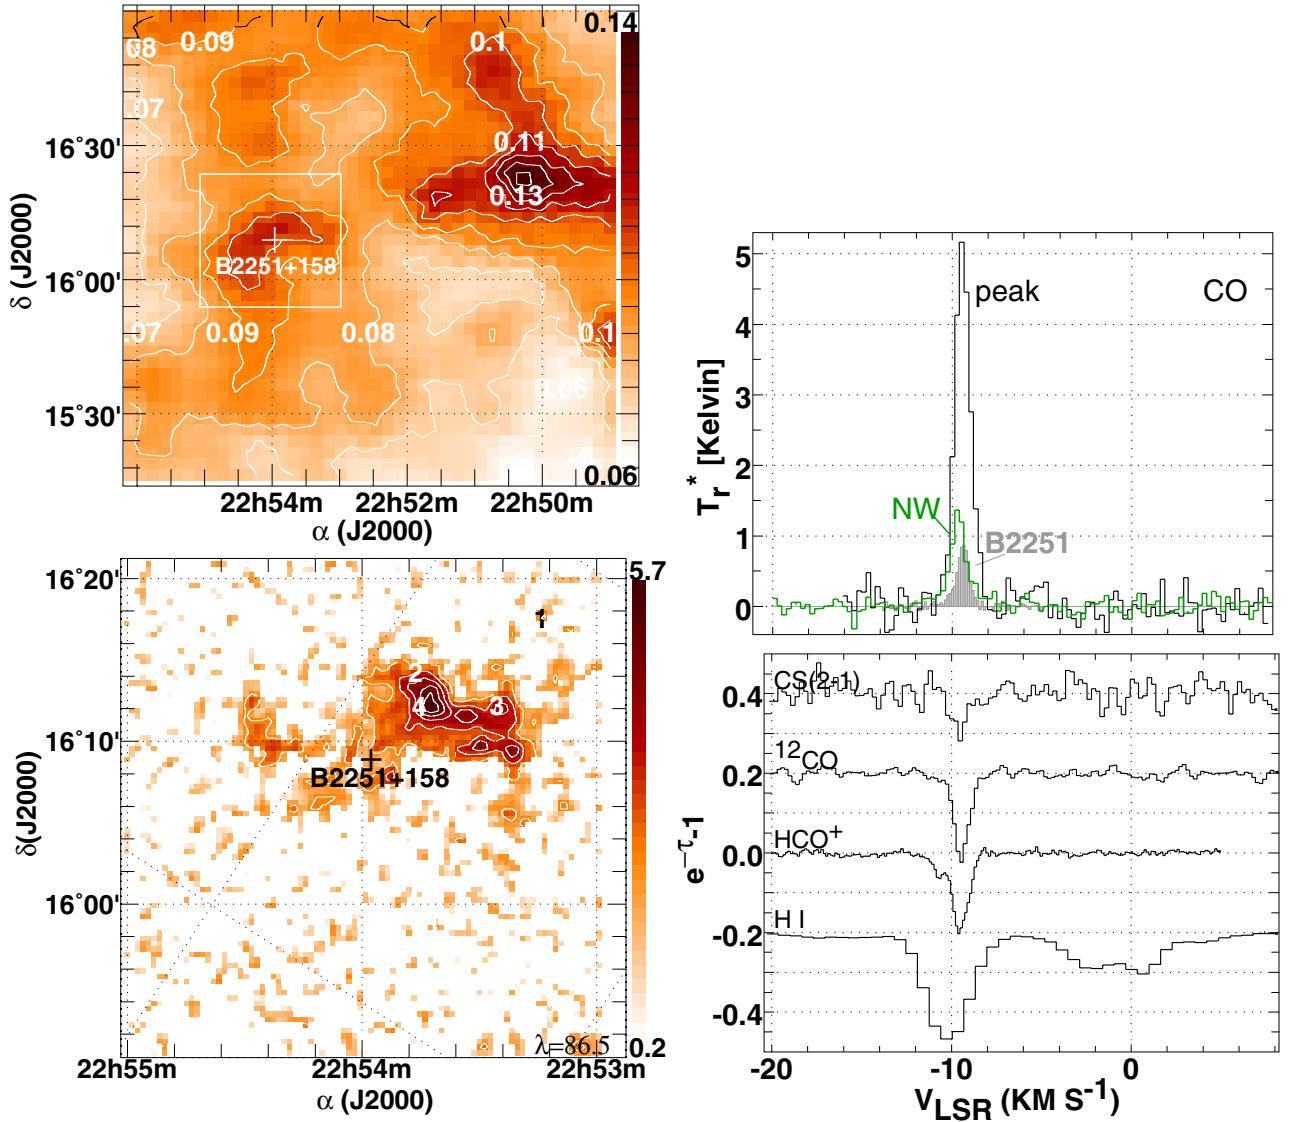 0.14
.08 0.09 0.1
.07
16°30'
0.11
0.13
δ (J2000)
B2251+158
16°00'
.07 0.09 0.08 0.1
0.06
15°30'
0.06
22h54m 22h52m 22h50m
α (J2000)
5.7
16°20'
1
2
4 3
16°10'
B2251+158
δ(J2000)
16°00'
λ=86.5
0.2
22h55m 22h54m 22h53m
α (J2000)
5
peak CO
4
3
Tr* [Kelvin]
2
NW
1
B2251
0
CS(2-1)
0.4
12CO
0.2
HCO+
0.0
e−τ-1
H I
-0.2
-0.4
-20 -10 0
VLSR (KM S-1)